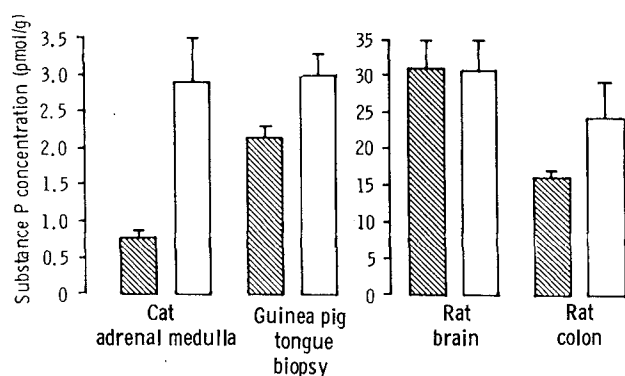 Substance P concentration (pmol/g)
3.5
3.0
2.5
2.0
1.5
1.0
0.5
0
35
30
25
20
15
10
5
0
Cat
adrenal medulla
Guinea pig
tongue
biopsy
Rat
brain
Rat
colon